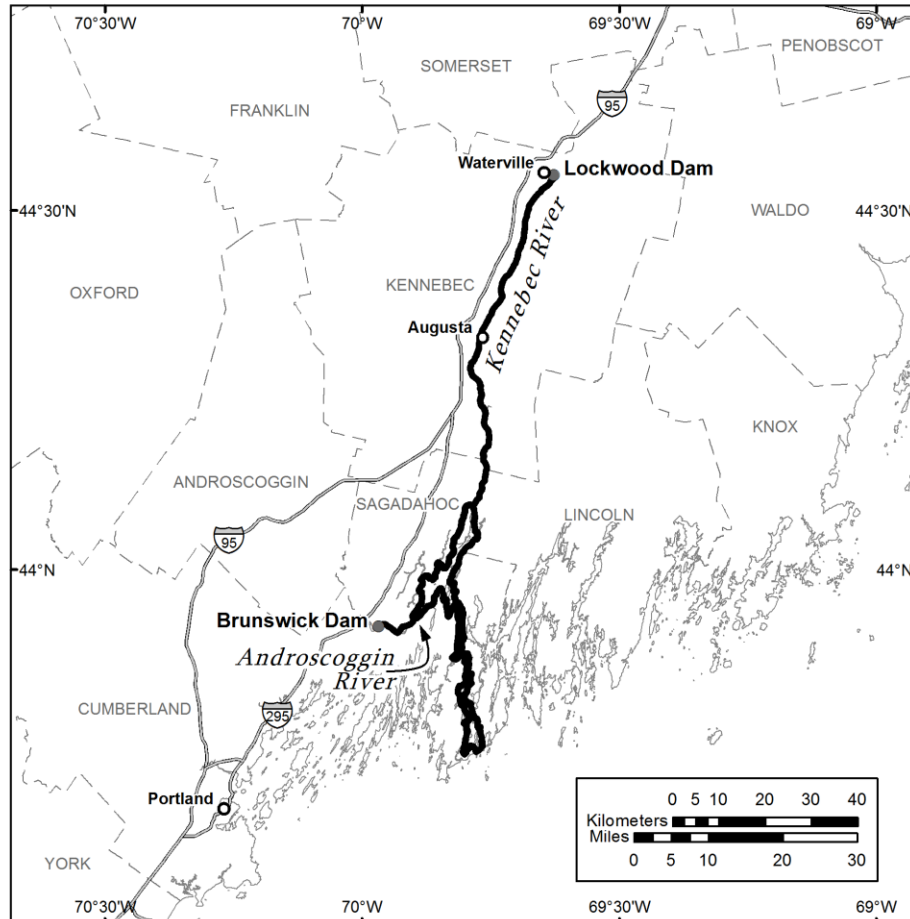 70°30'W 70°W 69°30'W 69°W
PENOBSCOT
SOMERSET
FRANKLIN
95
Waterville
Lockwood Dam
44°30'N
44°30'N
WALDO
Kennebec River
KENNEBEC
OXFORD
Augusta
KNOX
ANDROSCOGGIN
SAGADAHOC
LINCOLN
95
44°N
44°N
Brunswick Dam
Androscoggin
River
CUMBERLAND
295
Portland
0 5 10 20 30 40
Kilometers
Miles
0 5 10 20 30
YORK
70°30'W 70°W 69°30'W 69°W